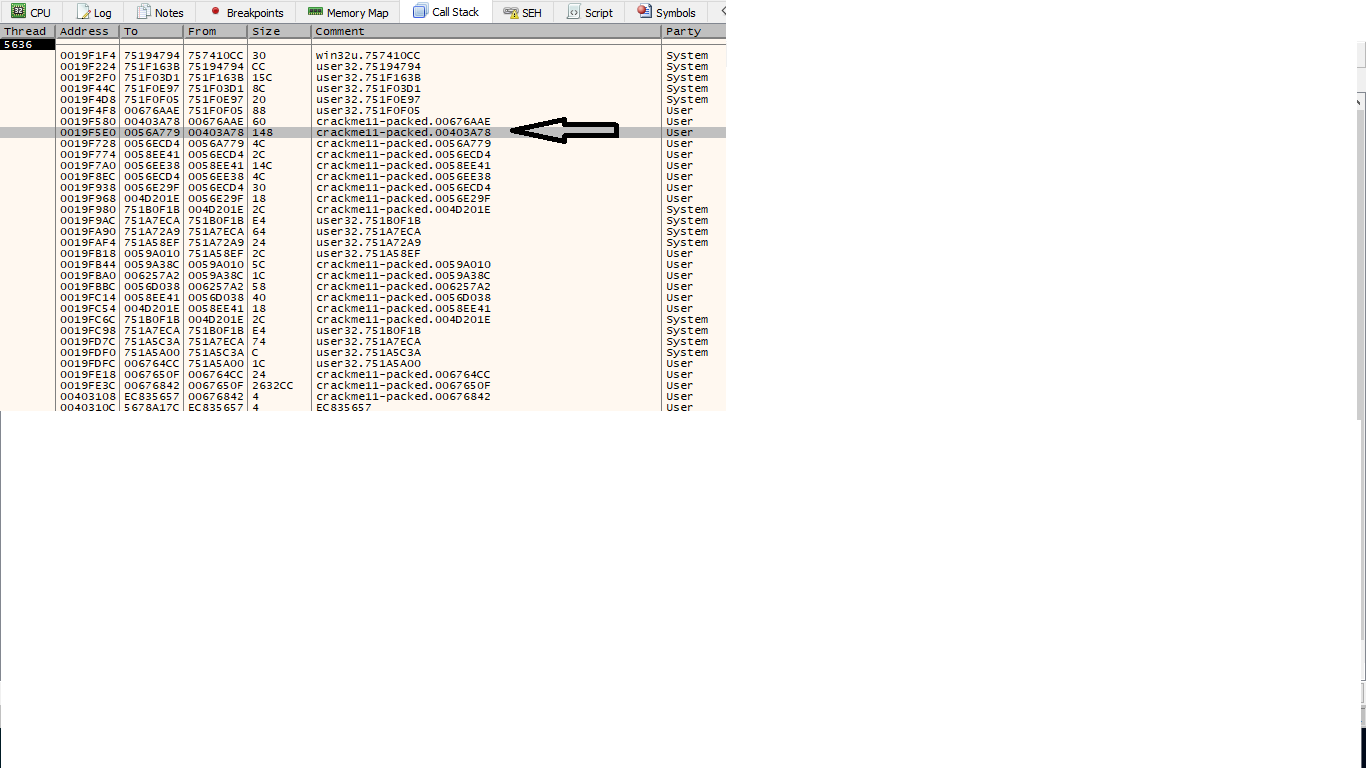 CPU Log Notes Breakpoints Memory Map Call Stack SEH Script Symbols
Thread Address To From Size Comment Party
5636
0019F1F4 75194794 757410CC 30 win32u.757410CC System
0019F224 751F163B 75194794 CC user32.75194794 System
0019F2F0 751F03D1 751F163B 15C user32.751F163B System
0019F44C 751F0E97 751F03D1 8C user32.751F03D1 System
0019F4D8 751F0F05 751F0E97 20 user32.751F0E97 System
0019F4F8 00676AAE 751F0F05 88 user32.751F0F05 User
0019F580 00403A78 00676AAE 60 crackme11-packed.00676AAE User
0019F5E0 0056A779 00403A78 148 crackme11-packed.00403A78 User
0019F728 0056ECD4 0056A779 4C crackme11-packed.0056A779 User
0019F774 0058EE41 0056ECD4 2C crackme11-packed.0056ECD4 User
0019F7A0 0056EE38 0058EE41 14C crackme11-packed.0058EE41 User
0019F8EC 0056ECD4 0056EE38 4C crackme11-packed.0056EE38 User
0019F938 0056E29F 0056ECD4 30 crackme11-packed.0056ECD4 User
0019F968 004D201E 0056E29F 18 crackme11-packed.0056E29F User
0019F980 751B0F1B 004D201E 2C crackme11-packed.004D201E System
0019F9AC 751A7ECA 751B0F1B E4 user32.751B0F1B System
0019FA90 751A72A9 751A7ECA 64 user32.751A7ECA System
0019FAF4 751A58EF 751A72A9 24 user32.751A72A9 System
0019FB18 0059A010 751A58EF 2C user32.751A58EF User
0019FB44 0059A38C 0059A010 5C crackme11-packed.0059A010 User
0019FBA0 006257A2 0059A38C 1C crackme11-packed.0059A38C User
0019FBBC 0056D038 006257A2 58 crackme11-packed.006257A2 User
0019FC14 0058EE41 0056D038 40 crackme11-packed.0056D038 User
0019FC54 004D201E 0058EE41 18 crackme11-packed.0058EE41 User
0019FC6C 751B0F1B 004D201E 2C crackme11-packed.004D201E System
0019FC98 751A7ECA 751B0F1B E4 user32.751B0F1B System
0019FD7C 751A5C3A 751A7ECA 74 user32.751A7ECA System
0019FDF0 751A5A00 751A5C3A C user32.751A5C3A System
0019FDFC 006764CC 751A5A00 1C user32.751A5A00 User
0019FE18 0067650F 006764CC 24 crackme11-packed.006764CC User
0019FE3C 00676842 0067650F 2632CC crackme11-packed.0067650F User
00403108 EC835657 00676842 4 crackme11-packed.00676842 User
0040310C 5678A17C EC835657 4 EC835657 User